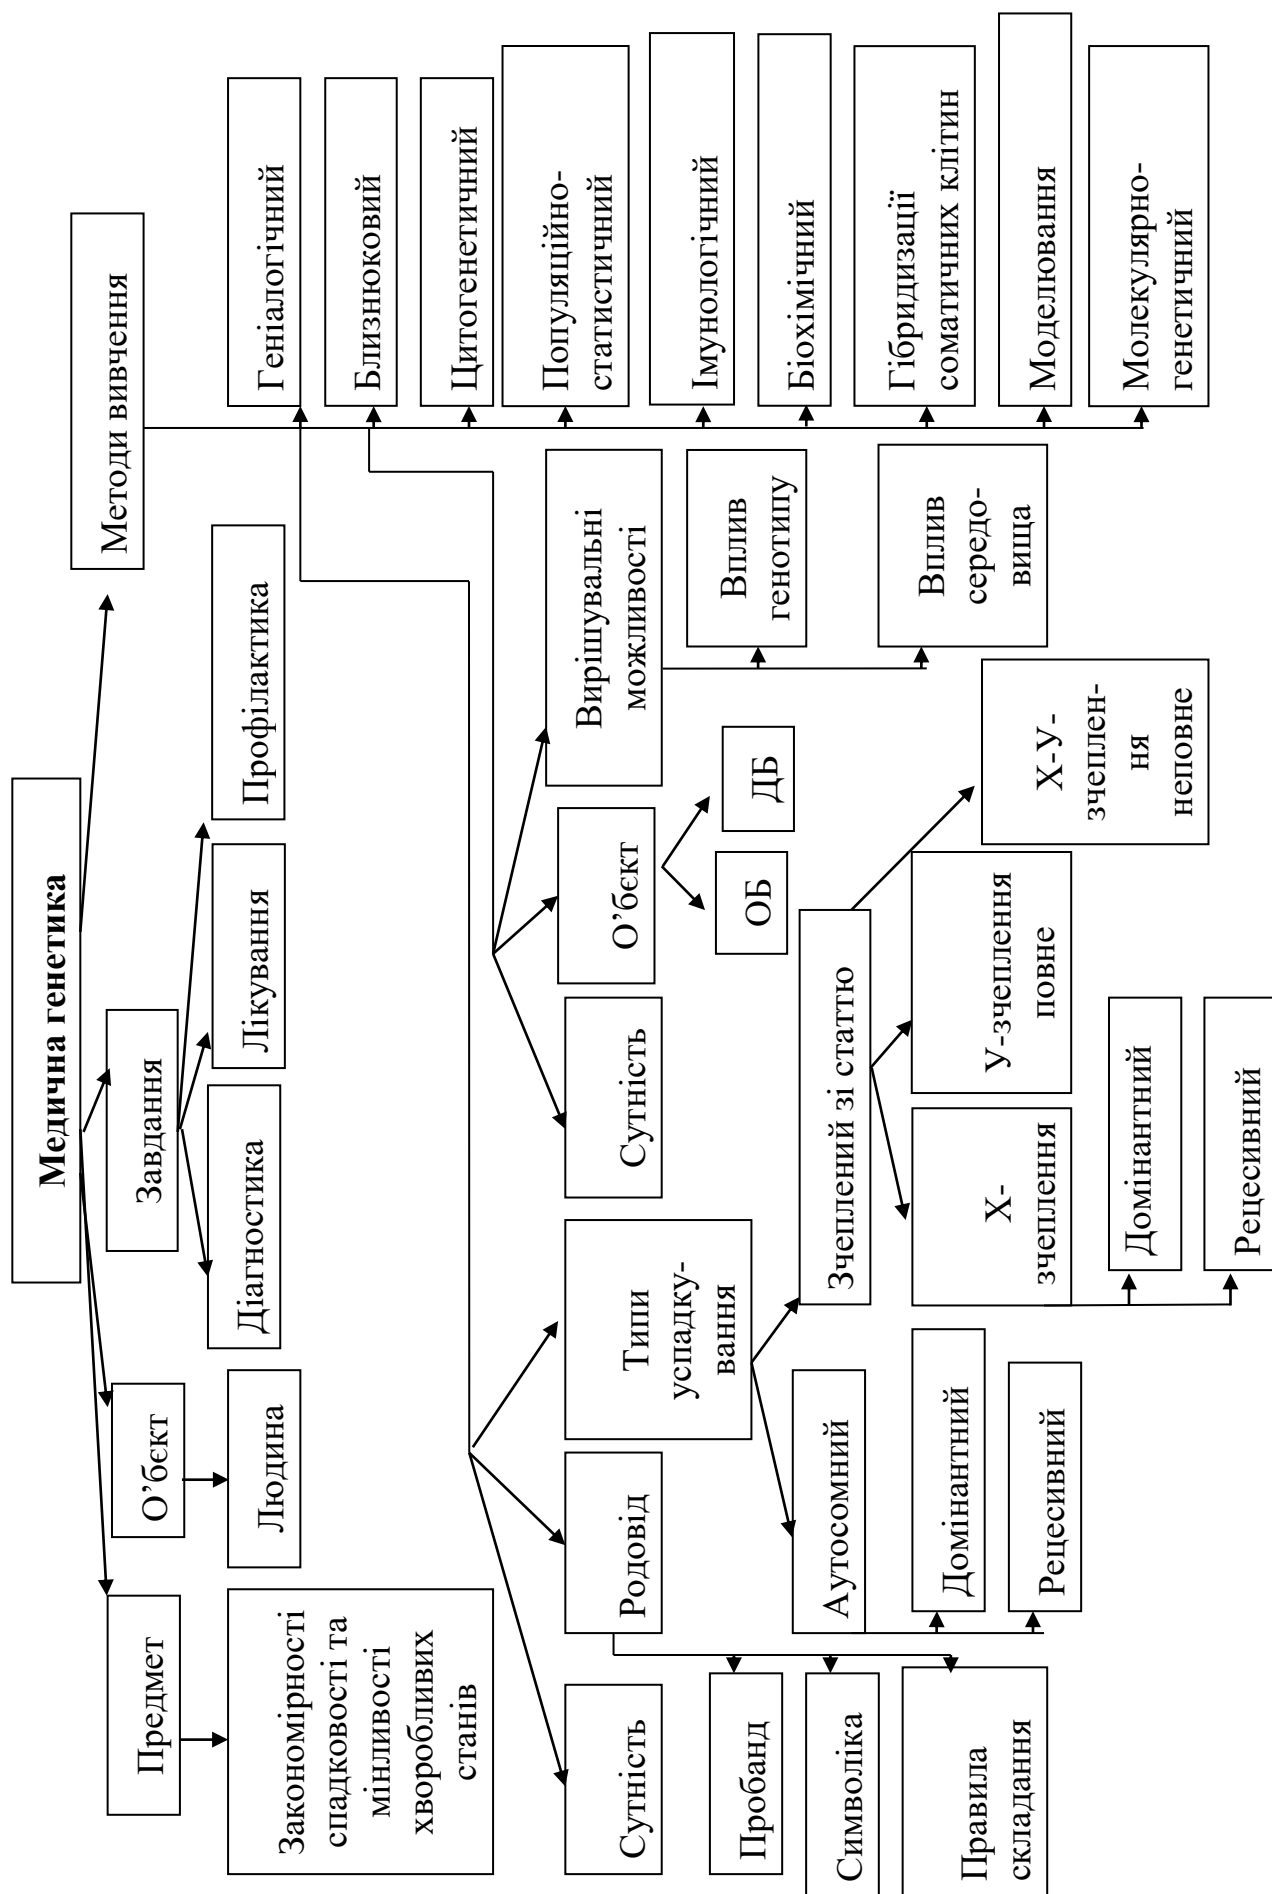 Медична генетика
Предмет
О’бєкт
Завдання
Методи вивчення
Закономірності
спадковості та
мінливості
хворобливих
станів
Людина
Діагностика
Лікування
Профілактика
Геніалогічний
Близнюковий
Цитогенетичний
Популяційно-
статистичний
Імунологічний
Біохімічний
Гібридизації
соматичних клітин
Моделювання
Молекулярно-
генетичний
Сутність
Родовід
Типи
успадку-
вання
Сутність
О’бєкт
Вирішувальні
можливості
Пробанд
Символіка
Правила
складання
Аутосомний
Зчеплений зі статтю
ОБ
ДБ
Вплив
генотипу
Вплив
середо-
вища
Домінантний
Рецесивний
Х-
зчеплення
У-зчеплення
повне
Х-У-
зчеплен-
ня
неповне
Домінантний
Рецесивний